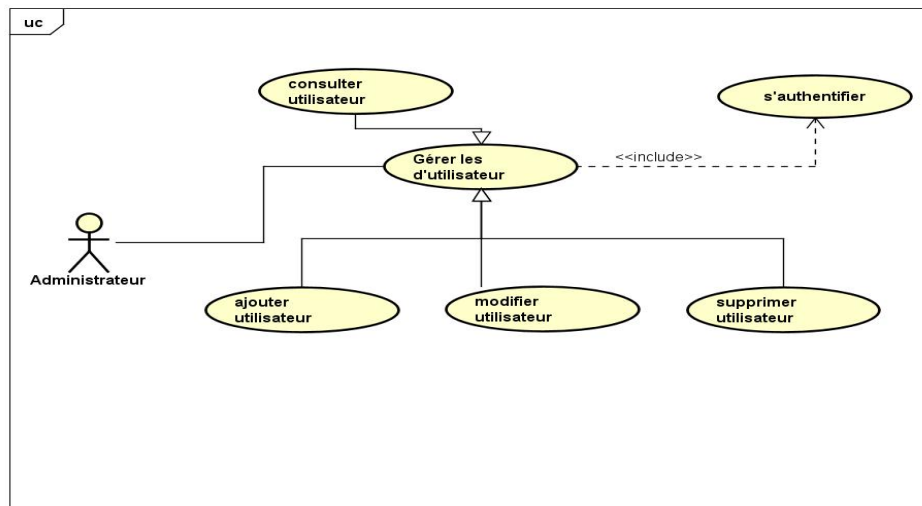 uc
consulter
utilisateur
s'authentifier
Gérer les
d'utilisateur
<<include>>
Administrateur
ajouter
utilisateur
modifier
utilisateur
supprimer
utilisateur